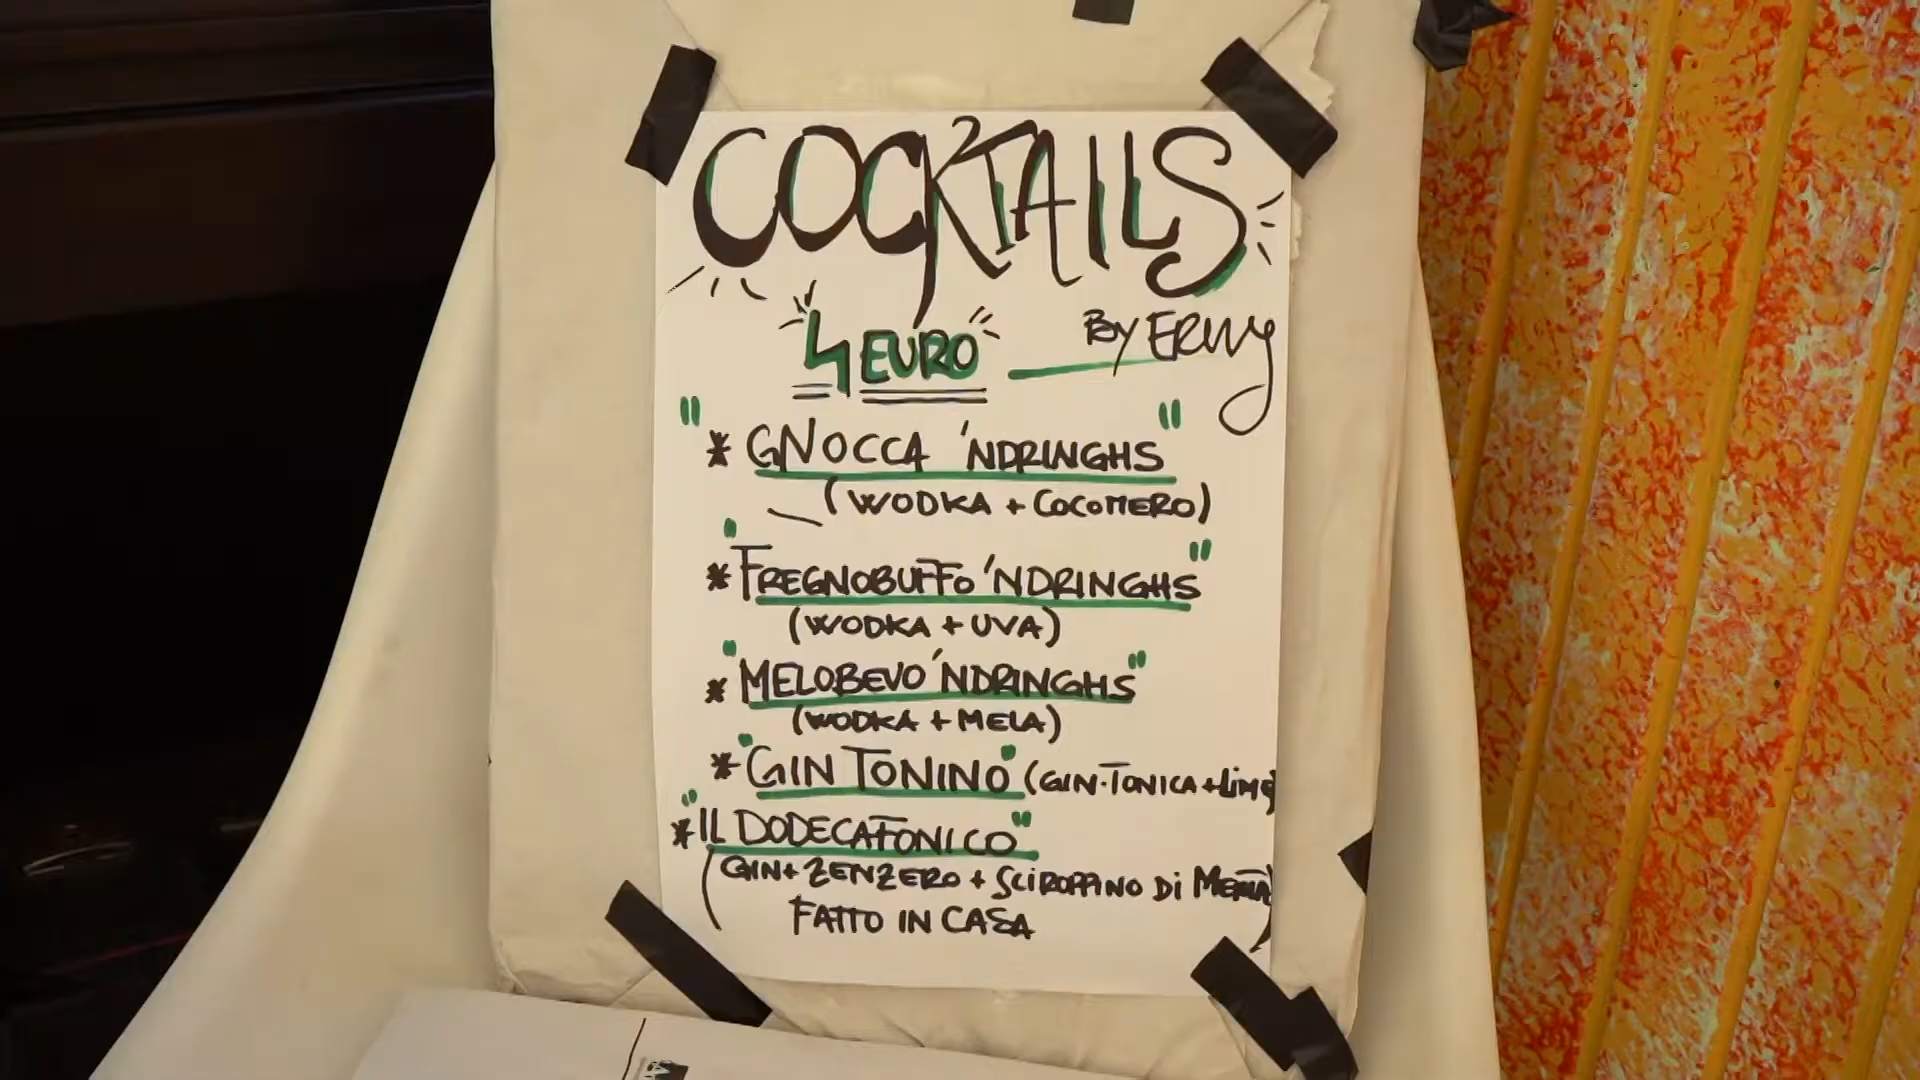 COCKTAILS
4 EURO
BY ERNY
* "GNOCCA 'NDRINGHS"
(WODKA + COCOMERO)
* "FREGNOBUFFO 'NDRINGHS"
(WODKA + UVA)
* "MELOBEVO 'NDRINGHS"
(WODKA + MELA)
* "GIN TONINO" (GIN·TONICA + LIME)
* "IL DODECAFONICO"
(GIN + ZENZERO + SCIROPPINO DI MENTA
FATTO IN CASA)